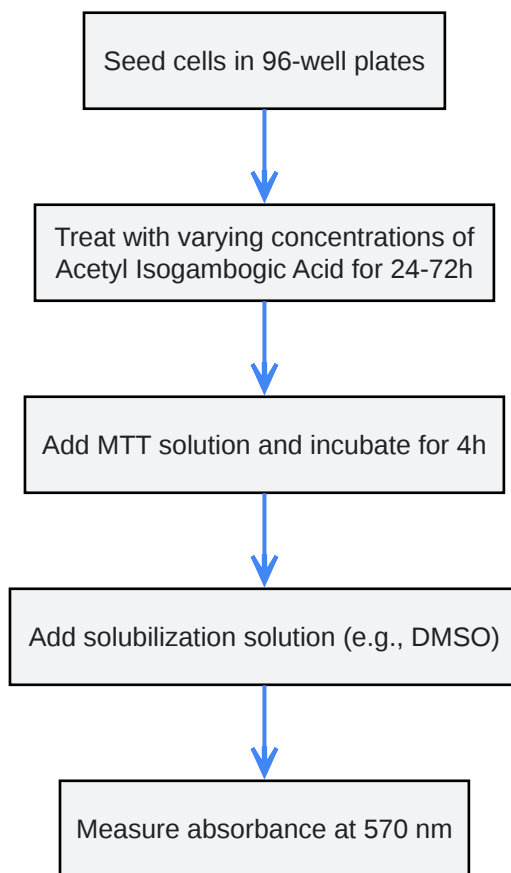 Seed cells in 96-well plates
Treat with varying concentrations of
Acetyl Isogambogic Acid for 24-72h
Add MTT solution and incubate for 4h
Add solubilization solution (e.g., DMSO)
Measure absorbance at 570 nm